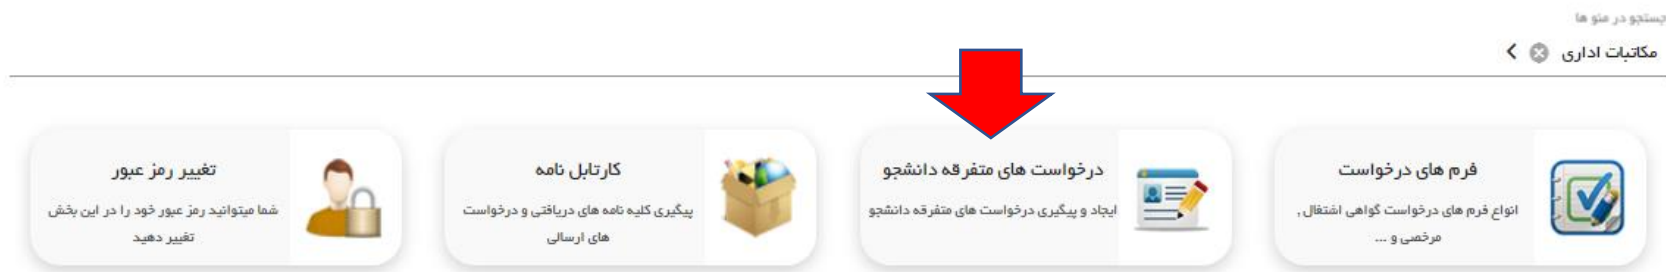 جستجو در منو ها
مکاتبات اداری
فرم های درخواست
انواع فرم های درخواست گواهی اشتغال ,
مرخصی و ...
درخواست های متفرقه دانشجو
ایجاد و پیگیری درخواست های متفرقه دانشجو
کارتابل نامه
پیگیری کلیه نامه های دریافتی و درخواست
های ارسالی
تغییر رمز عبور
شما میتوانید رمز عبور خود را در این بخش
تغییر دهید